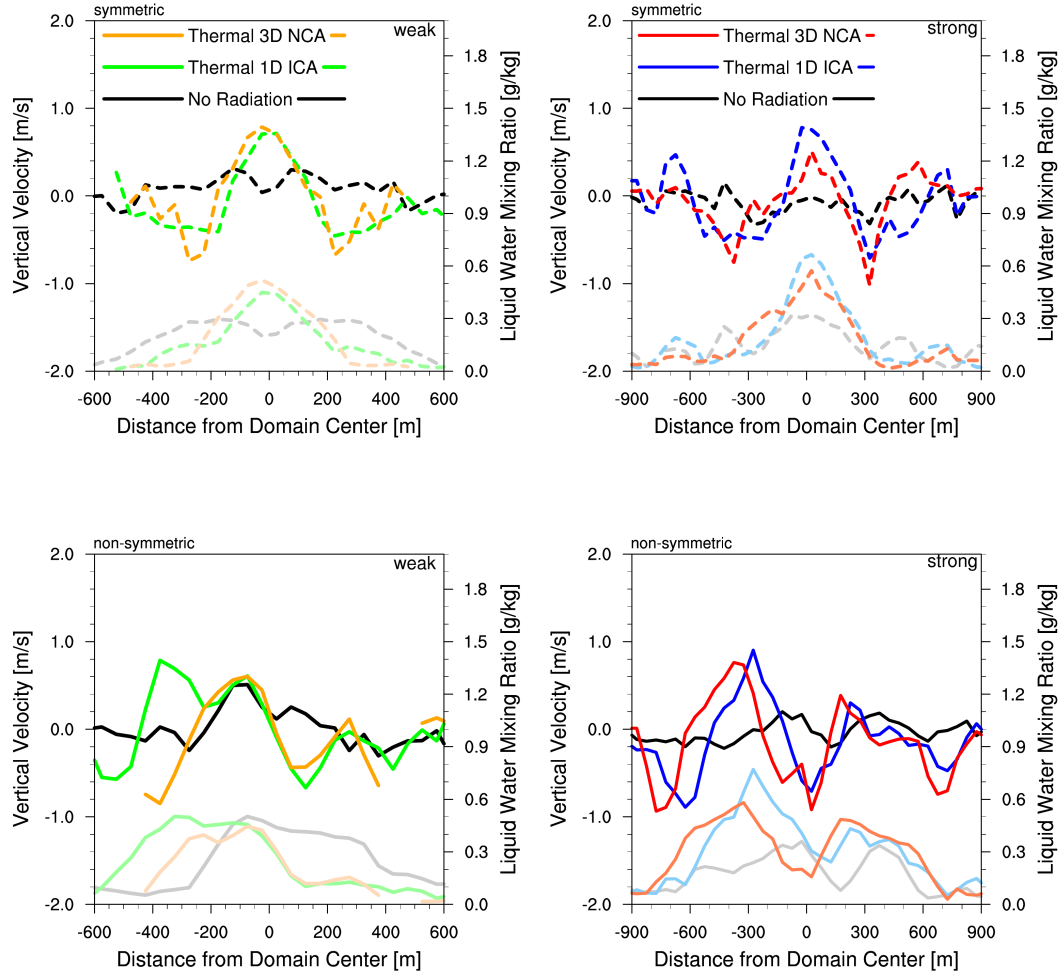 symmetric
weak
Thermal 3D NCA
Thermal 1D ICA
No Radiation
2.0
1.0
0.0
-1.0
-2.0
Vertical Velocity [m/s]
1.8
1.5
1.2
0.9
0.6
0.3
0.0
Liquid Water Mixing Ratio [g/kg]
-600 -400 -200 0 200 400 600
Distance from Domain Center [m]
symmetric
strong
Thermal 3D NCA
Thermal 1D ICA
No Radiation
2.0
1.0
0.0
-1.0
-2.0
Vertical Velocity [m/s]
1.8
1.5
1.2
0.9
0.6
0.3
0.0
Liquid Water Mixing Ratio [g/kg]
-900 -600 -300 0 300 600 900
Distance from Domain Center [m]
non-symmetric
weak
2.0
1.0
0.0
-1.0
-2.0
Vertical Velocity [m/s]
1.8
1.5
1.2
0.9
0.6
0.3
0.0
Liquid Water Mixing Ratio [g/kg]
-600 -400 -200 0 200 400 600
Distance from Domain Center [m]
non-symmetric
strong
2.0
1.0
0.0
-1.0
-2.0
Vertical Velocity [m/s]
1.8
1.5
1.2
0.9
0.6
0.3
0.0
Liquid Water Mixing Ratio [g/kg]
-900 -600 -300 0 300 600 900
Distance from Domain Center [m]